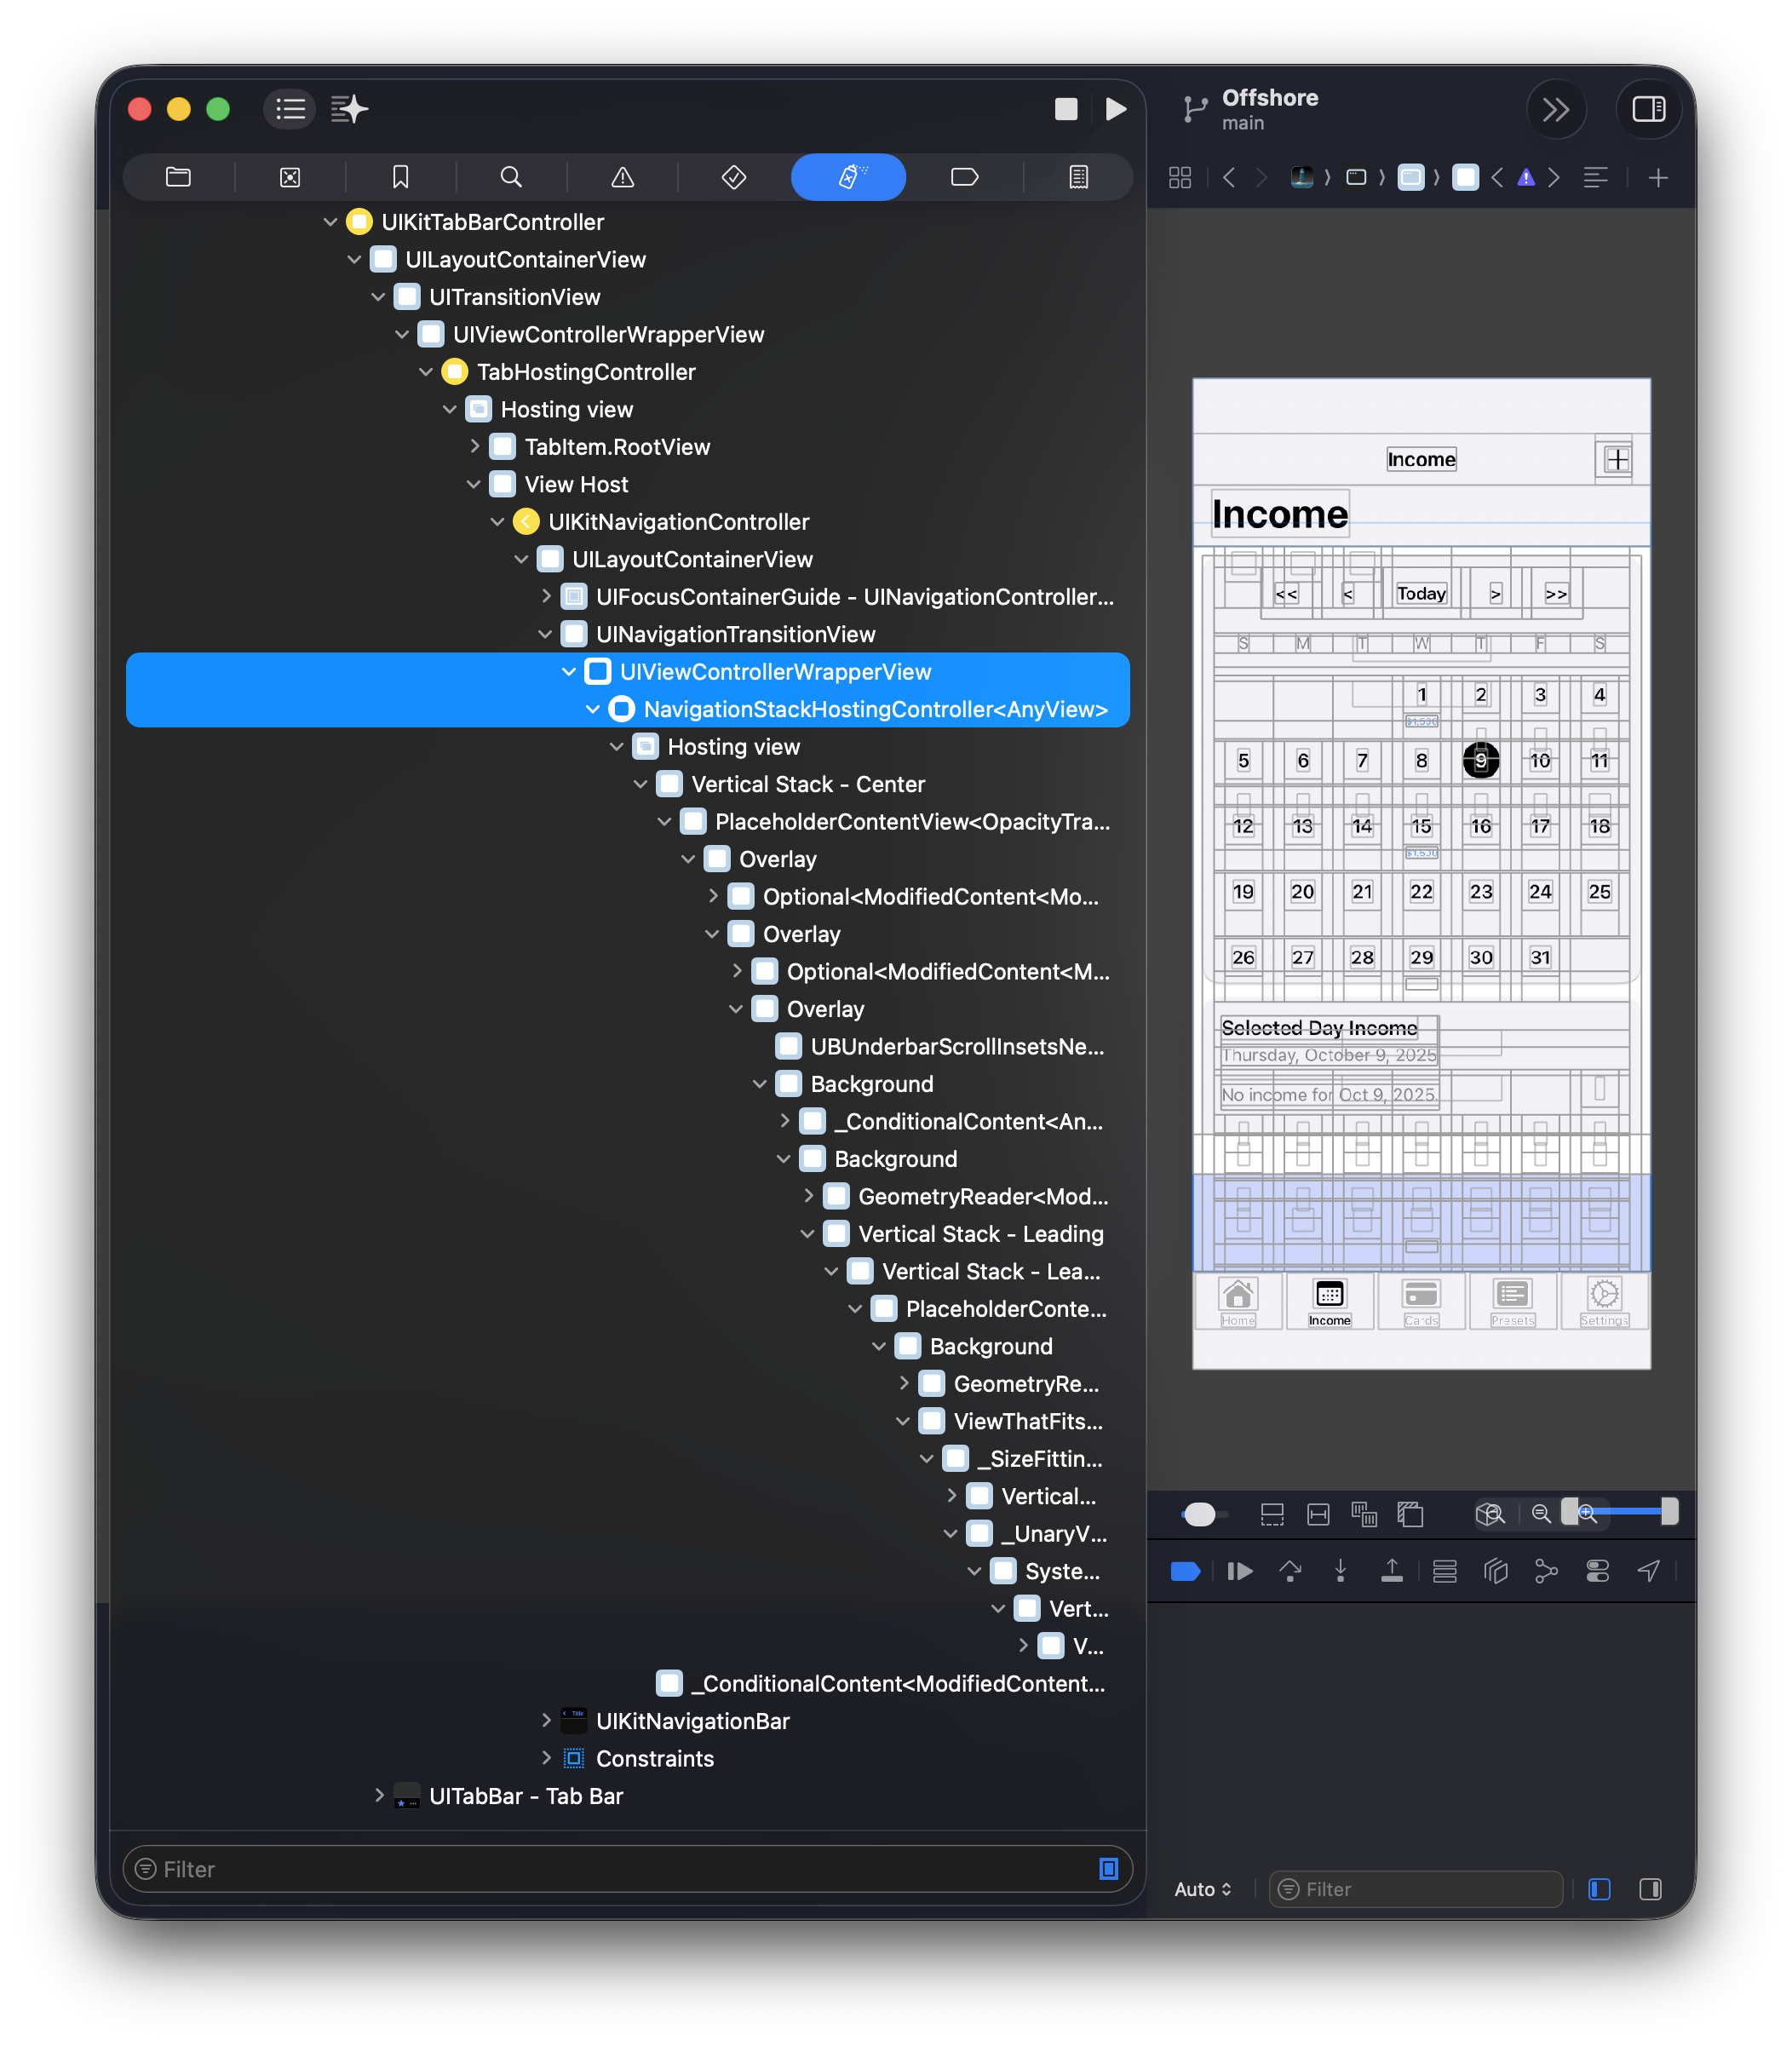 Offshore
main
UIKitTabBarController
UILayoutContainerView
UITransitionView
UIViewControllerWrapperView
TabHostingController
Hosting view
TabItem.RootView
View Host
UIKitNavigationController
UILayoutContainerView
UIFocusContainerGuide - UINavigationController...
UINavigationTransitionView
UIViewControllerWrapperView
NavigationStackHostingController<AnyView>
Hosting view
Vertical Stack - Center
PlaceholderContentView<OpacityTra...
Overlay
Optional<ModifiedContent<Mo...
Overlay
Optional<ModifiedContent<M...
Overlay
UBUnderbarScrollInsetsNe...
Background
_ConditionalContent<An...
Background
GeometryReader<Mod...
Vertical Stack - Leading
Vertical Stack - Lea...
PlaceholderConte...
Background
GeometryRe...
ViewThatFits...
_SizeFittin...
Vertical...
_UnaryV...
Syste...
Vert...
V...
_ConditionalContent<ModifiedContent...
UIKitNavigationBar
Constraints
UITabBar - Tab Bar
Filter
Income
Income
<< < Today > >>
S M T W T F S
1 2 3 4
$1,500
5 6 7 8 9 10 11
12 13 14 15 16 17 18
$1,500
19 20 21 22 23 24 25
26 27 28 29 30 31
Selected Day Income
Thursday, October 9, 2025
No income for Oct 9, 2025.
Home Income Cards Presets Settings
Auto
Filter